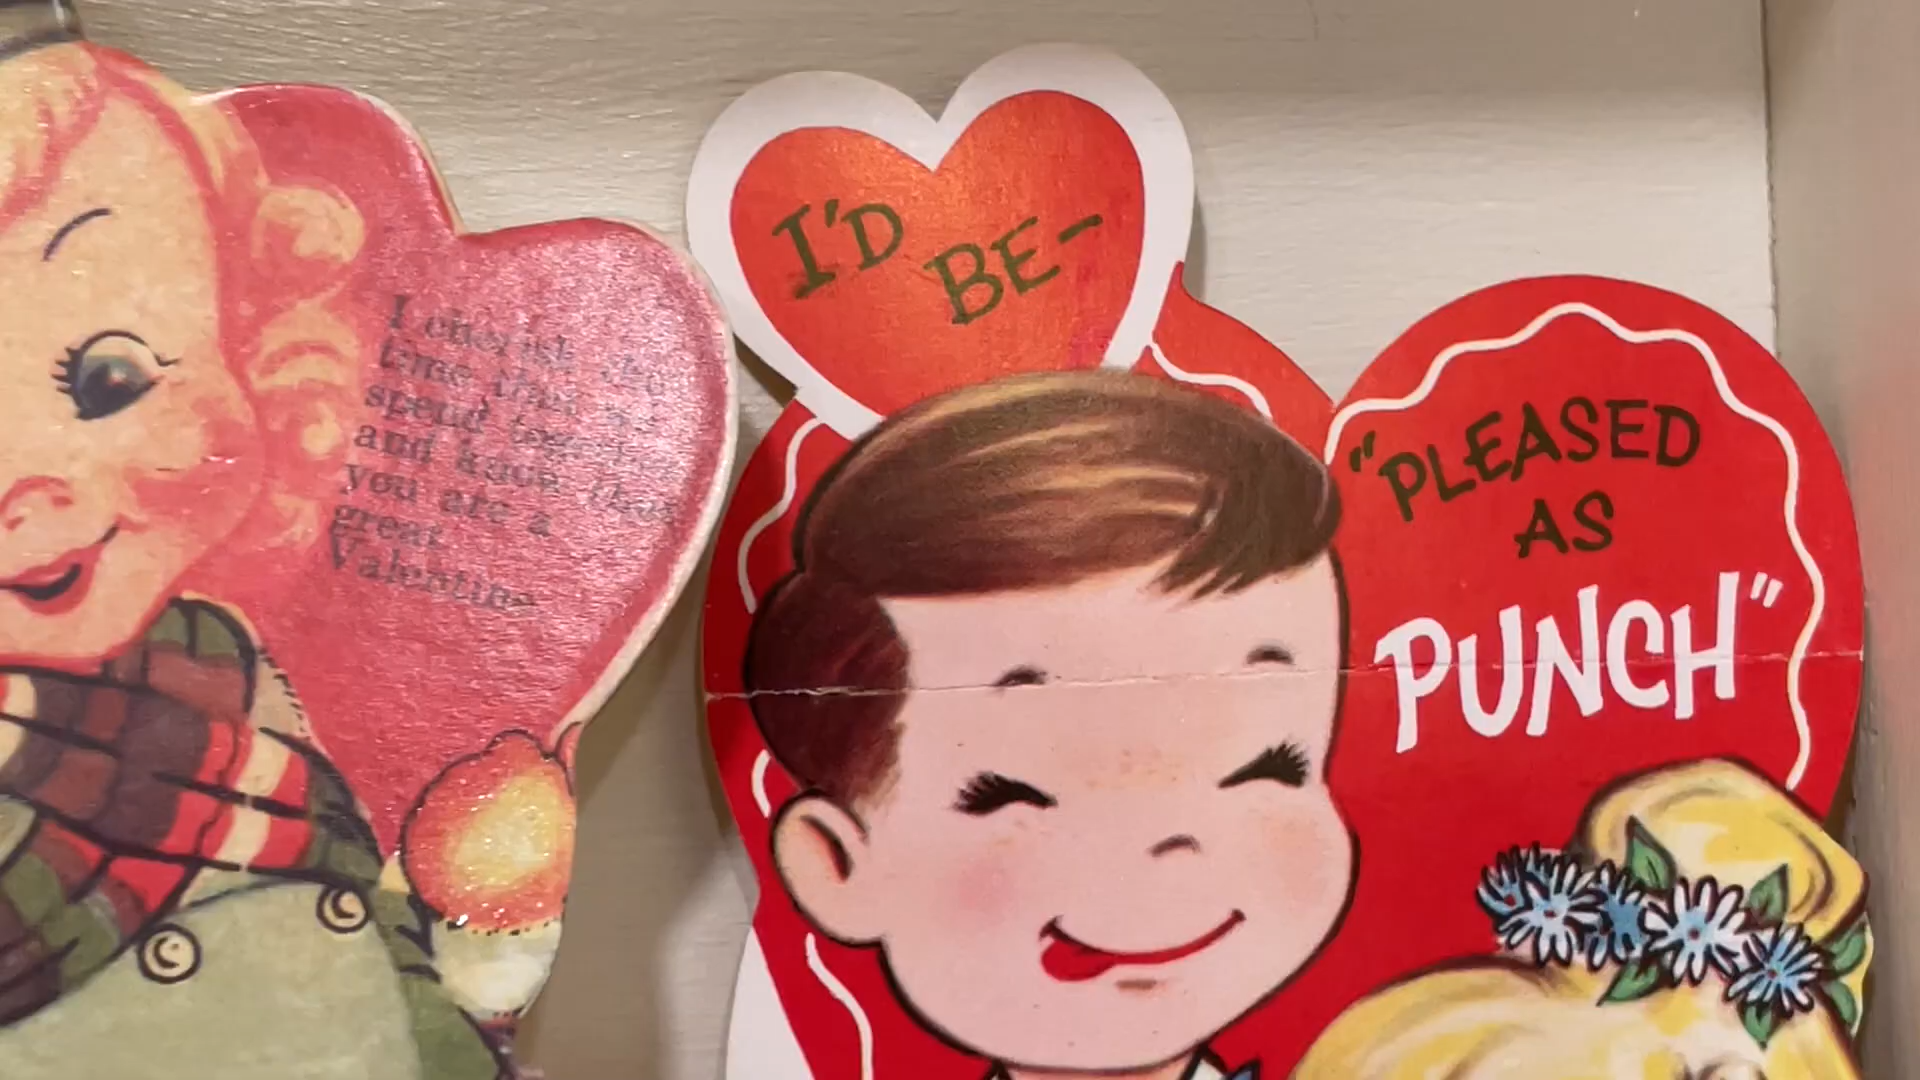 I cherish the
time that we
spend together
and know that
you are a
great
Valentine
I'D
BE-
"PLEASED
AS
PUNCH"